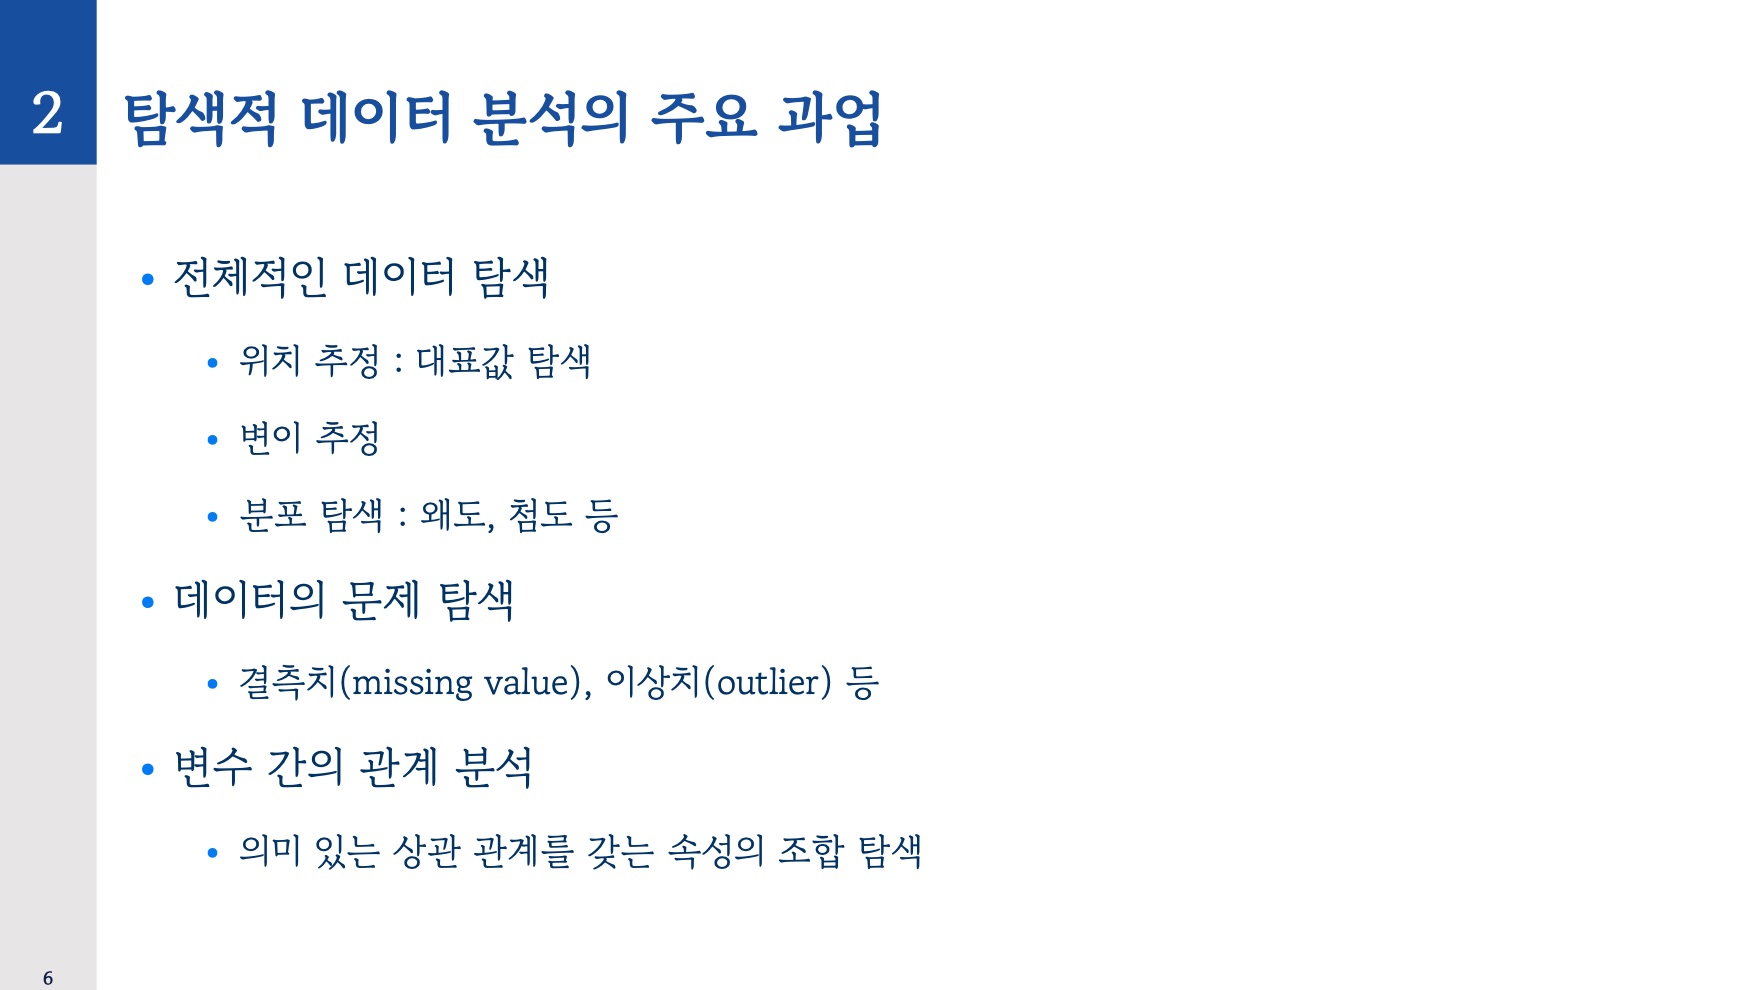 2
탐색적 데이터 분석의 주요 과업
• 전체적인 데이터 탐색
• 위치 추정 : 대표값 탐색
• 변이 추정
• 분포 탐색 : 왜도, 첨도 등
• 데이터의 문제 탐색
• 결측치(missing value), 이상치(outlier) 등
• 변수 간의 관계 분석
• 의미 있는 상관 관계를 갖는 속성의 조합 탐색
6